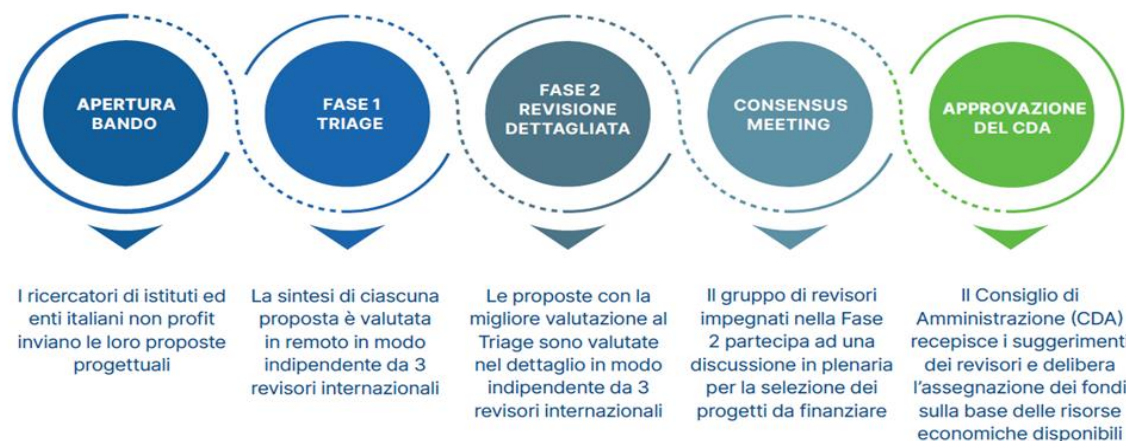 APERTURA
BANDO
FASE 1
TRIAGE
FASE 2
REVISIONE
DETTAGLIATA
CONSENSUS
MEETING
APPROVAZIONE
DEL CDA
I ricercatori di istituti ed
enti italiani non profit
inviano le loro proposte
progettuali
La sintesi di ciascuna
proposta è valutata
in remoto in modo
indipendente da 3
revisori internazionali
Le proposte con la
migliore valutazione al
Triage sono valutate
nel dettaglio in modo
indipendente da 3
revisori internazionali
Il gruppo di revisori
impegnati nella Fase
2 partecipa ad una
discussione in plenaria
per la selezione dei
progetti da finanziare
Il Consiglio di
Amministrazione (CDA)
recepisce i suggerimenti
dei revisori e delibera
l'assegnazione dei fondi
sulla base delle risorse
economiche disponibili